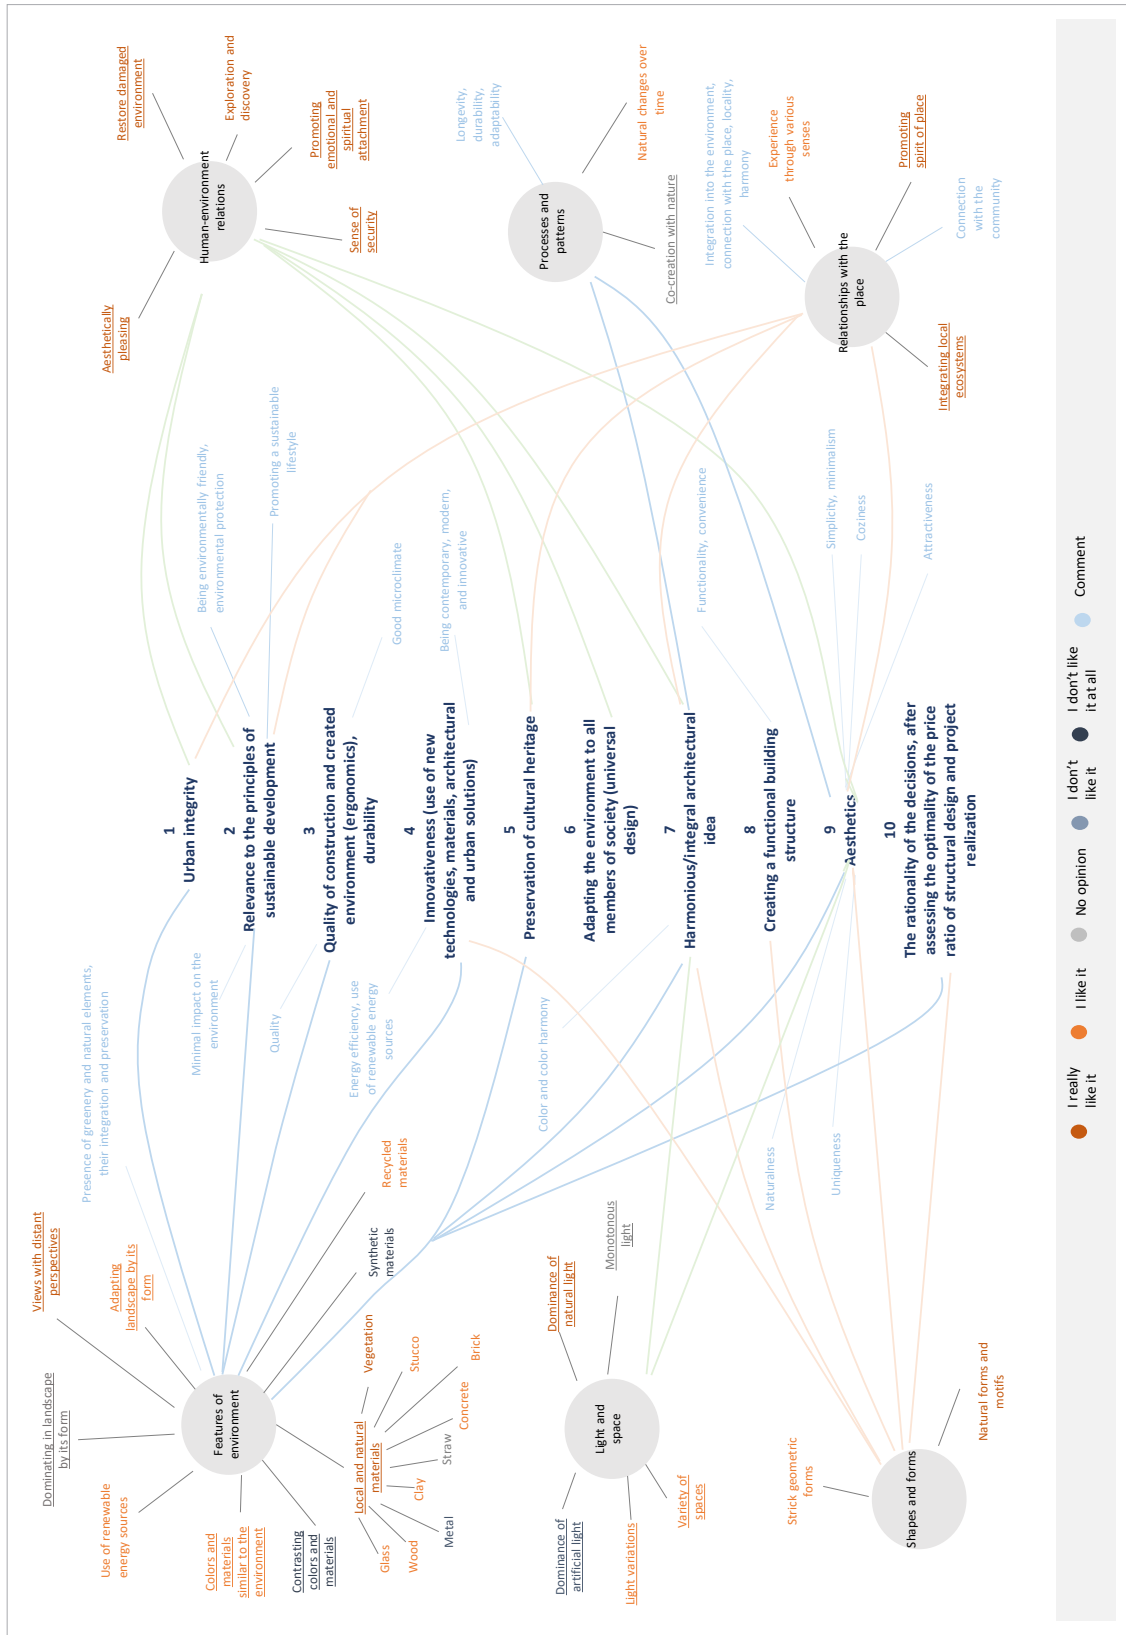 Restore damaged
environment
Exploration and
discovery
Promoting
emotional and
spiritual
attachment
Sense of
security
Aesthetically
pleasing
Human-environment
relations
Longevity,
durability,
adaptability
Natural changes over
time
Co-creation with nature
Processes and
patterns
Integration into the environment,
connection with the place, locality,
harmony
Experience
through various
senses
Promoting
spirit of place
Connection
with the
community
Integrating local
ecosystems
Relationships with the
place
Being environmentally friendly,
environmental protection
Promoting a sustainable
lifestyle
Good microclimate
Being contemporary, modern,
and innovative
Functionality, convenience
Simplicity, minimalism
Coziness
Attractiveness
1
Urban integrity
2
Relevance to the principles of
sustainable development
3
Quality of construction and created
environment (ergonomics),
durability
4
Innovativeness (use of new
technologies, materials, architectural
and urban solutions)
5
Preservation of cultural heritage
6
Adapting the environment to all
members of society (universal
design)
7
Harmonious/integral architectural
idea
8
Creating a functional building
structure
9
Aesthetics
10
The rationality of the decisions, after
assessing the optimality of the price
ratio of structural design and project
realization
Presence of greenery and natural elements,
their integration and preservation
Minimal impact on the
environment
Quality
Energy efficiency, use
of renewable energy
sources
Color and color harmony
Naturalness
Uniqueness
Views with distant
perspectives
Adapting
landscape by its
form
Dominating in landscape
by its form
Use of renewable
energy sources
Colors and
materials
similar to the
environment
Contrasting
colors and
materials
Features of
environment
Recycled
materials
Synthetic
materials
Local and natural
materials
Vegetation
Stucco
Brick
Concrete
Straw
Clay
Metal
Wood
Glass
Dominance of
natural light
Monotonous
light
Dominance of
artificial light
Light variations
Variety of
spaces
Light and
space
Strick geometric
forms
Natural forms and
motifs
Shapes and forms
I really
like it
I like it
No opinion
I don't
like it
I don't like
it at all
Comment